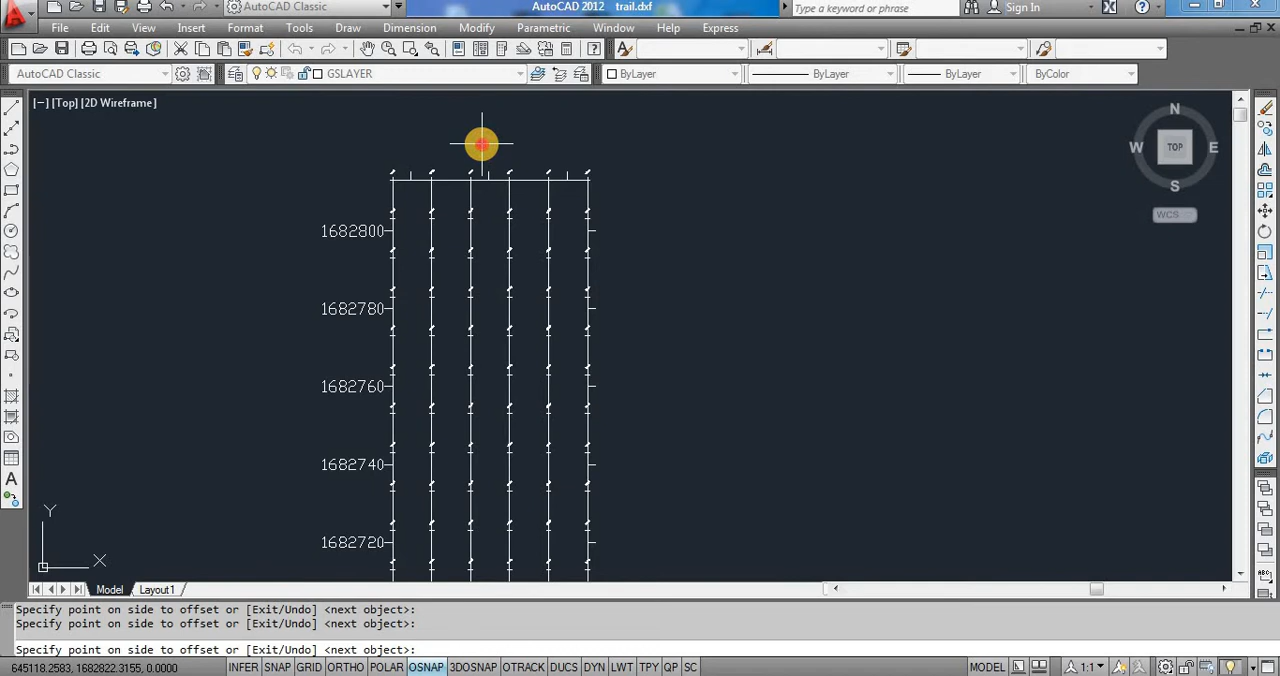 AutoCAD Classic
AutoCAD 2012 trail.dxf
Type a keyword or phrase
Sign In
File Edit View Insert Format Tools Draw Dimension Modify Parametric Window Help Express
AutoCAD Classic
GSLAYER
ByLayer
ByLayer
ByLayer
ByColor
[−] [Top] [2D Wireframe]
N
W TOP E
S
WCS
1682800
1682780
1682760
1682740
1682720
Y
X
Model Layout1
Specify point on side to offset or [Exit/Undo] <next object>:
Specify point on side to offset or [Exit/Undo] <next object>:
Specify point on side to offset or [Exit/Undo] <next object>:
645118.2583, 1682822.3155, 0.0000 INFER SNAP GRID ORTHO POLAR OSNAP 3DOSNAP OTRACK DUCS DYN LWT TPY QP SC MODEL 1:1